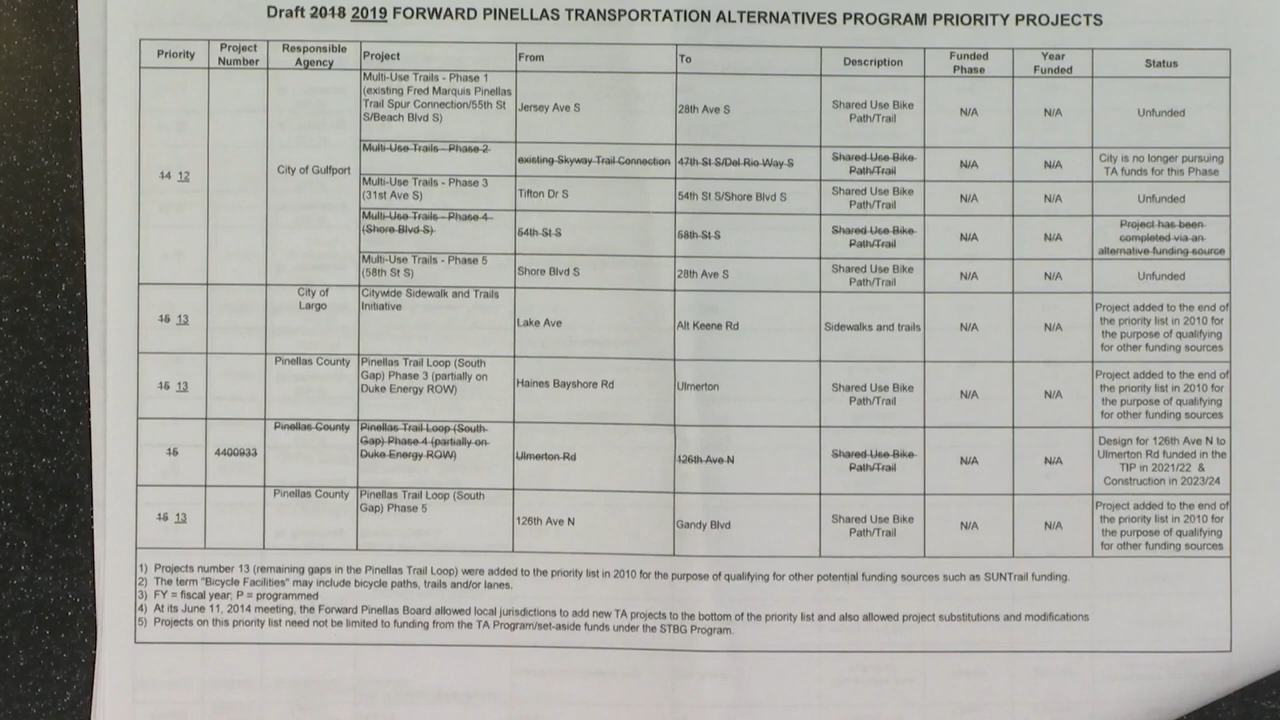 Draft 2018 2019 FORWARD PINELLAS TRANSPORTATION ALTERNATIVES PROGRAM PRIORITY PROJECTS
Priority
Project
Number
Responsible
Agency
Project
From
To
Description
Funded
Phase
Year
Funded
Status
14 12
City of Gulfport
Multi-Use Trails - Phase 1
(existing Fred Marquis Pinellas
Trail Spur Connection/55th St
S/Beach Blvd S)
Jersey Ave S
28th Ave S
Shared Use Bike
Path/Trail
N/A
N/A
Unfunded
Multi-Use Trails - Phase 2
existing Skyway Trail Connection
47th St S/Del Rio Way S
Shared Use Bike
Path/Trail
N/A
N/A
City is no longer pursuing
TA funds for this Phase
Multi-Use Trails - Phase 3
(31st Ave S)
Tifton Dr S
54th St S/Shore Blvd S
Shared Use Bike
Path/Trail
N/A
N/A
Unfunded
Multi-Use Trails - Phase 4
(Shore Blvd S)
54th St S
58th St S
Shared Use Bike
Path/Trail
N/A
N/A
Project has been
completed via an
alternative funding source
Multi-Use Trails - Phase 5
(58th St S)
Shore Blvd S
28th Ave S
Shared Use Bike
Path/Trail
N/A
N/A
Unfunded
15 13
City of
Largo
Citywide Sidewalk and Trails
Initiative
Lake Ave
Alt Keene Rd
Sidewalks and trails
N/A
N/A
Project added to the end of
the priority list in 2010 for
the purpose of qualifying
for other funding sources
15 13
Pinellas County
Pinellas Trail Loop (South
Gap) Phase 3 (partially on
Duke Energy ROW)
Haines Bayshore Rd
Ulmerton
Shared Use Bike
Path/Trail
N/A
N/A
Project added to the end of
the priority list in 2010 for
the purpose of qualifying
for other funding sources
15
4400933
Pinellas County
Pinellas Trail Loop (South
Gap) Phase 4 (partially on
Duke Energy ROW)
Ulmerton Rd
126th Ave N
Shared Use Bike
Path/Trail
N/A
N/A
Design for 126th Ave N to
Ulmerton Rd funded in the
TIP in 2021/22 &
Construction in 2023/24
15 13
Pinellas County
Pinellas Trail Loop (South
Gap) Phase 5
126th Ave N
Gandy Blvd
Shared Use Bike
Path/Trail
N/A
N/A
Project added to the end of
the priority list in 2010 for
the purpose of qualifying
for other funding sources
1) Projects number 13 (remaining gaps in the Pinellas Trail Loop) were added to the priority list in 2010 for the purpose of qualifying for other potential funding sources such as SUNTrail funding.
2) The term "Bicycle Facilities" may include bicycle paths, trails and/or lanes.
3) FY = fiscal year; P = programmed
4) At its June 11, 2014 meeting, the Forward Pinellas Board allowed local jurisdictions to add new TA projects to the bottom of the priority list and also allowed project substitutions and modifications
5) Projects on this priority list need not be limited to funding from the TA Program/set-aside funds under the STBG Program.